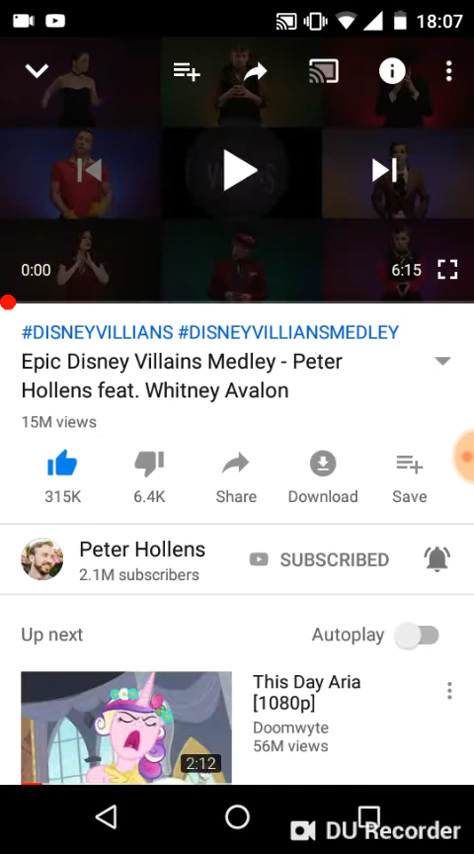 18:07
0:00
6:15
#DISNEYVILLIANS #DISNEYVILLIANSMEDLEY
Epic Disney Villains Medley - Peter
Hollens feat. Whitney Avalon
15M views
315K
6.4K
Share
Download
Save
Peter Hollens
SUBSCRIBED
2.1M subscribers
Up next
Autoplay
This Day Aria
[1080p]
Doomwyte
56M views
2:12
DU Recorder